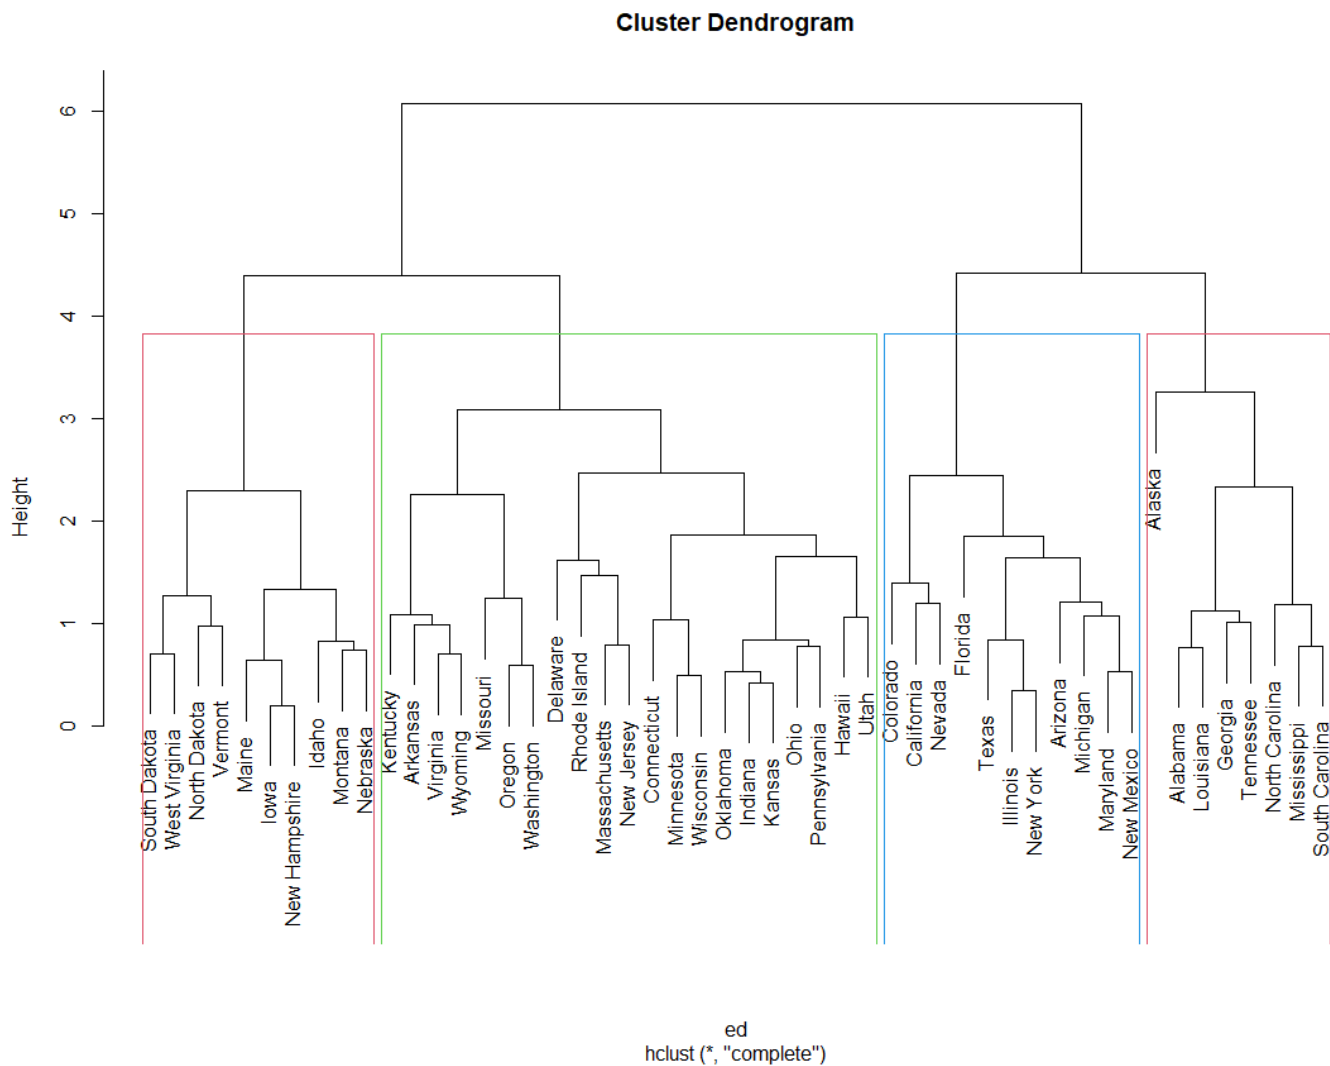 Cluster Dendrogram
Height
6
5
4
3
2
1
0
South Dakota
West Virginia
North Dakota
Vermont
Maine
Iowa
New Hampshire
Idaho
Montana
Nebraska
Kentucky
Arkansas
Virginia
Wyoming
Missouri
Oregon
Washington
Delaware
Rhode Island
Massachusetts
New Jersey
Connecticut
Minnesota
Wisconsin
Oklahoma
Indiana
Kansas
Ohio
Pennsylvania
Hawaii
Utah
Colorado
California
Nevada
Florida
Texas
Illinois
New York
Arizona
Michigan
Maryland
New Mexico
Alaska
Alabama
Louisiana
Georgia
Tennessee
North Carolina
Mississippi
South Carolina
ed
hclust (*, "complete")